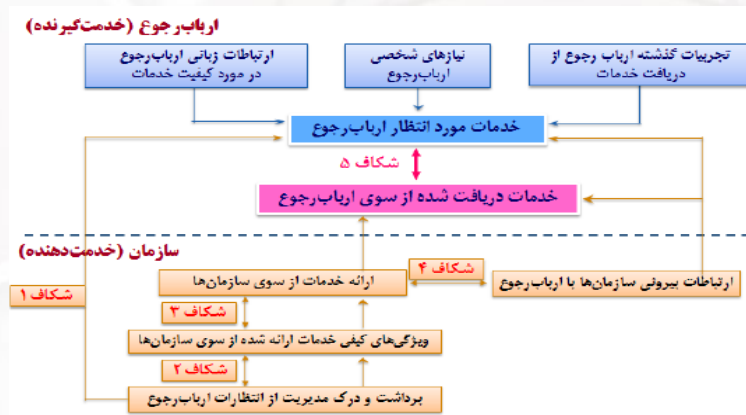 ارباب‌رجوع (خدمت‌گیرنده)
تجربیات گذشته ارباب رجوع از
دریافت خدمات
نیازهای شخصی
ارباب‌رجوع
ارتباطات زبانی ارباب‌رجوع
در مورد کیفیت خدمات
خدمات مورد انتظار ارباب‌رجوع
شکاف ۵
خدمات دریافت شده از سوی ارباب‌رجوع
سازمان (خدمت‌دهنده)
ارتباطات بیرونی سازمان‌ها با ارباب‌رجوع
شکاف ۴
ارائه خدمات از سوی سازمان‌ها
شکاف ۱
شکاف ۳
ویژگی‌های کیفی خدمات ارائه شده از سوی سازمان‌ها
شکاف ۲
برداشت و درک مدیریت از انتظارات ارباب‌رجوع